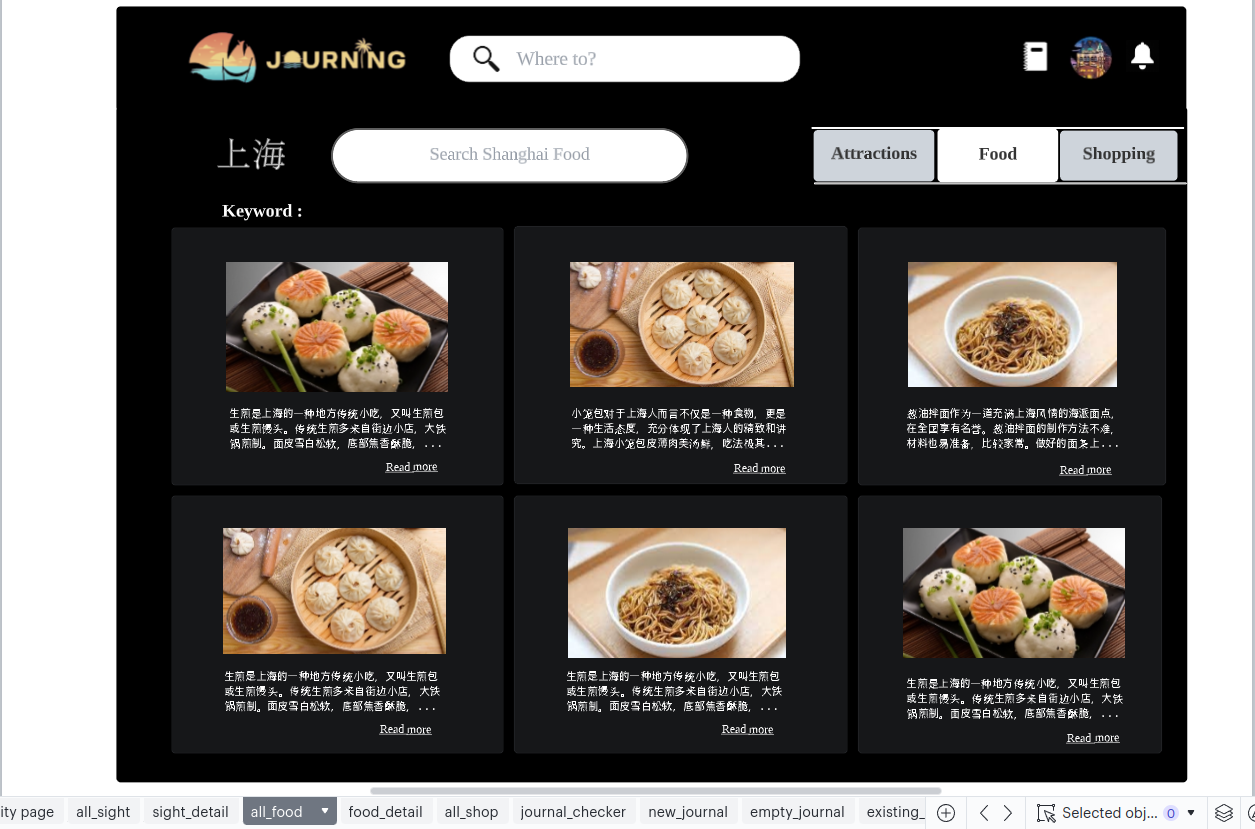 JOURNING
Where to?
上海
Search Shanghai Food
Attractions
Food
Shopping
Keyword :
生煎是上海的一种地方传统小吃，又叫生煎包
或生煎馒头。传统生煎多来自街边小店，大铁
锅煎制。面皮雪白松软，底部焦香酥脆，...
Read more
小笼包对于上海人而言不仅是一种食物，更是
一种生活态度，充分体现了上海人的精致和讲
究。上海小笼包皮薄肉美汤鲜，吃法极其...
Read more
葱油拌面作为一道充满上海风情的海派面点，
在全国享有名誉。葱油拌面的制作方法不难，
材料也易准备，比较家常。做好的面条上...
Read more
生煎是上海的一种地方传统小吃，又叫生煎包
或生煎馒头。传统生煎多来自街边小店，大铁
锅煎制。面皮雪白松软，底部焦香酥脆，...
Read more
生煎是上海的一种地方传统小吃，又叫生煎包
或生煎馒头。传统生煎多来自街边小店，大铁
锅煎制。面皮雪白松软，底部焦香酥脆，...
Read more
生煎是上海的一种地方传统小吃，又叫生煎包
或生煎馒头。传统生煎多来自街边小店，大铁
锅煎制。面皮雪白松软，底部焦香酥脆，...
Read more
ity page all_sight sight_detail all_food food_detail all_shop journal_checker new_journal empty_journal existing_ Selected obj... 0